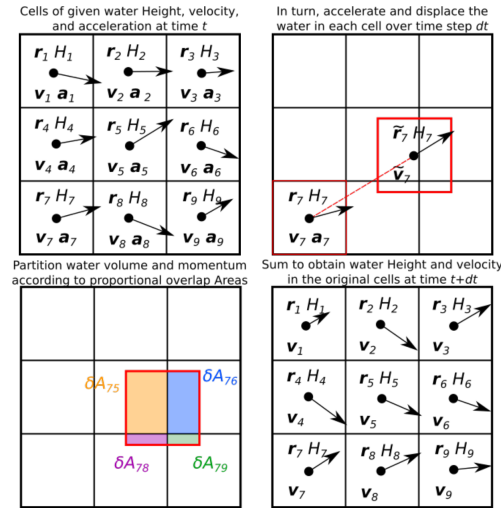 Cells of given water Height, velocity,
and acceleration at time t
r₁ H₁ r₂ H₂ r₃ H₃
v₁ a₁ v₂ a₂ v₃ a₃
r₄ H₄ r₅ H₅ r₆ H₆
v₄ a₄ v₅ a₅ v₆ a₆
r₇ H₇ r₈ H₈ r₉ H₉
v₇ a₇ v₈ a₈ v₉ a₉
In turn, accelerate and displace the
water in each cell over time step dt
r̃₇ H₇
ṽ₇
r₇ H₇
v₇ a₇
Partition water volume and momentum
according to proportional overlap Areas
δA₇₅ δA₇₆
δA₇₈ δA₇₉
Sum to obtain water Height and velocity
in the original cells at time t+dt
r₁ H₁ r₂ H₂ r₃ H₃
v₁ v₂ v₃
r₄ H₄ r₅ H₅ r₆ H₆
v₄ v₅ v₆
r₇ H₇ r₈ H₈ r₉ H₉
v₇ v₈ v₉